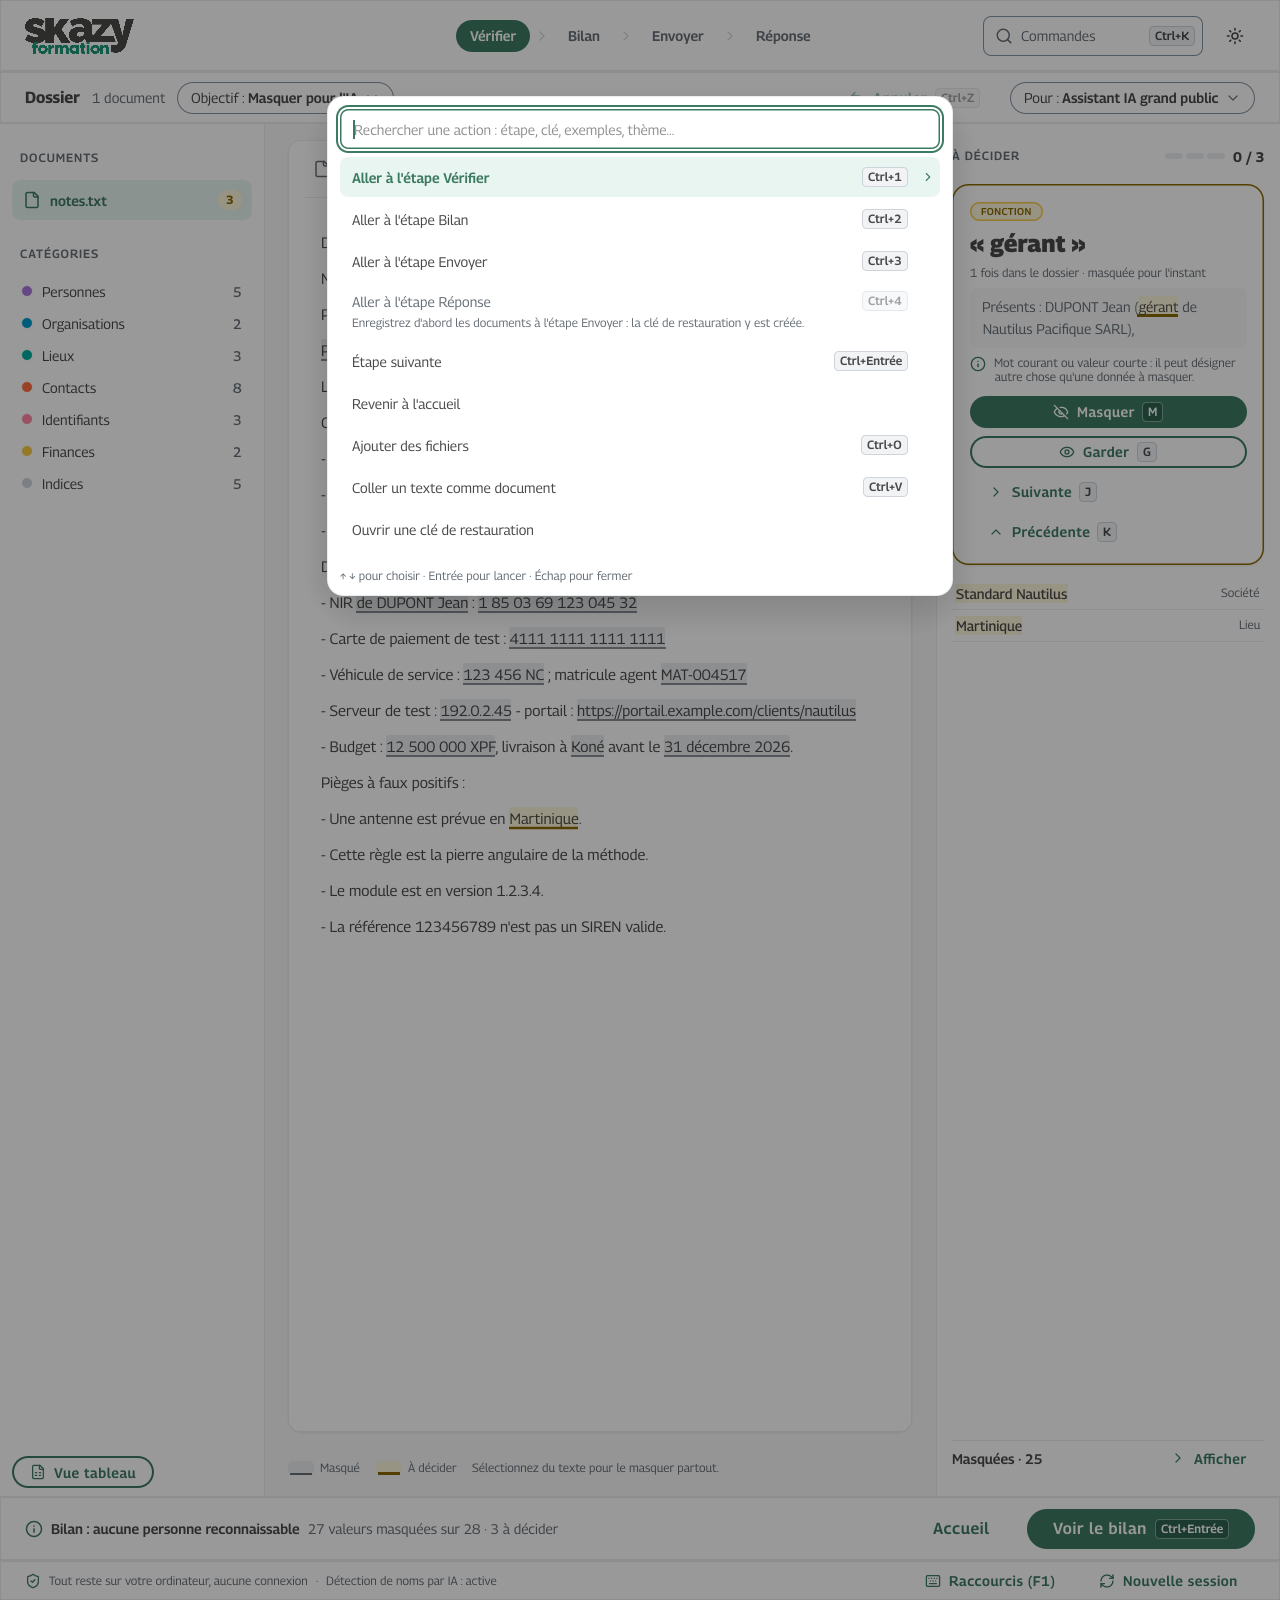 skazy
formation
Vérifier
Bilan
Envoyer
Réponse
Commandes Ctrl+K
Dossier 1 document
Objectif : Masquer pour l'IA
Annuler Ctrl+Z
Pour : Assistant IA grand public
Rechercher une action : étape, clé, exemples, thème...
Aller à l'étape Vérifier Ctrl+1
Aller à l'étape Bilan Ctrl+2
Aller à l'étape Envoyer Ctrl+3
Aller à l'étape Réponse Ctrl+4
Enregistrez d'abord les documents à l'étape Envoyer : la clé de restauration y est créée.
Étape suivante Ctrl+Entrée
Revenir à l'accueil
Ajouter des fichiers Ctrl+O
Coller un texte comme document Ctrl+V
Ouvrir une clé de restauration
↑ ↓ pour choisir · Entrée pour lancer · Échap pour fermer
DOCUMENTS
notes.txt 3
CATÉGORIES
Personnes 5
Organisations 2
Lieux 3
Contacts 8
Identifiants 3
Finances 2
Indices 5
Vue tableau
- NIR de DUPONT Jean : 1 85 03 69 123 045 32
- Carte de paiement de test : 4111 1111 1111 1111
- Véhicule de service : 123 456 NC ; matricule agent MAT-004517
- Serveur de test : 192.0.2.45 - portail : https://portail.example.com/clients/nautilus
- Budget : 12 500 000 XPF, livraison à Koné avant le 31 décembre 2026.
Pièges à faux positifs :
- Une antenne est prévue en Martinique.
- Cette règle est la pierre angulaire de la méthode.
- Le module est en version 1.2.3.4.
- La référence 123456789 n'est pas un SIREN valide.
Masqué
À décider
Sélectionnez du texte pour le masquer partout.
À DÉCIDER 0 / 3
FONCTION
« gérant »
1 fois dans le dossier · masquée pour l'instant
Présents : DUPONT Jean (gérant de
Nautilus Pacifique SARL),
Mot courant ou valeur courte : il peut désigner
autre chose qu'une donnée à masquer.
Masquer M
Garder G
Suivante J
Précédente K
Standard Nautilus Société
Martinique Lieu
Masquées · 25 Afficher
Bilan : aucune personne reconnaissable 27 valeurs masquées sur 28 · 3 à décider
Accueil
Voir le bilan Ctrl+Entrée
Tout reste sur votre ordinateur, aucune connexion · Détection de noms par IA : active
Raccourcis (F1)
Nouvelle session